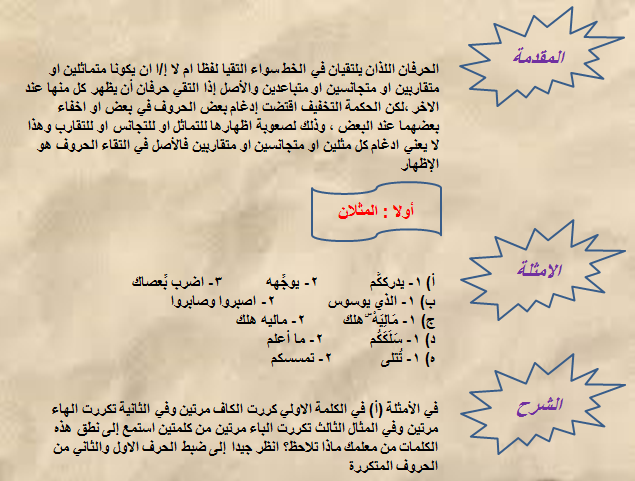 المقدمة
الحرفان اللذان يلتقيان في الخط سواء التقيا لفظا ام لا إ/ا ان يكونا متماثلين او
متقاربين او متجانسين او متباعدين والأصل إذا التقي حرفان أن يظهر كل منها عند
الاخر ،لكن الحكمة التخفيف اقتضت إدغام بعض الحروف في بعض او اخفاء
بعضهما عند البعض ، وذلك لصعوبة اظهارها للتماثل او للتجانس او للتقارب وهذا
لا يعني ادغام كل مثلين او متجانسين او متقاربين فالأصل في التقاء الحروف هو
الإظهار
أولا : المثلان
الامثلة
أ) ١- يدرككُم ٢- يوجِّهه ٣- اضرب بِّعصاك
ب) ١- الذي يوسوس ٢- اصبروا وصابروا
ج) ١- مَالِيَهْ ۜ هلك ٢- ماليه هلك
د) ١- سَلَكَكُم ٢- ما أعلم
ه) ١- تُتلى ٢- تمسسكم
الشرح
في الأمثلة (أ) في الكلمة الاولي كررت الكاف مرتين وفي الثانية تكررت الهاء
مرتين وفي المثال الثالث تكررت الباء مرتين من كلمتين استمع إلى نطق هذه
الكلمات من معلمك ماذا تلاحظ؟ انظر جيدا إلى ضبط الحرف الاول والثاني من
الحروف المتكررة